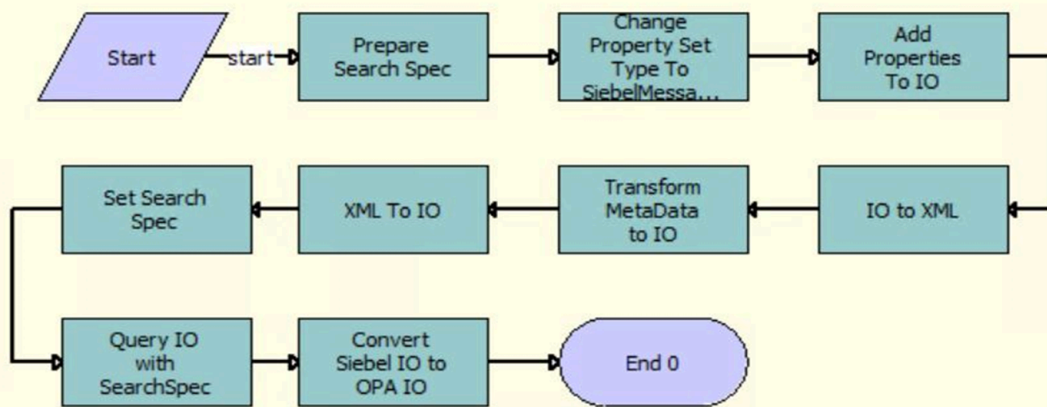 Start
start
Prepare
Search Spec
Change
Property Set
Type To
SiebelMessa...
Add
Properties
To IO
IO to XML
Transform
MetaData
to IO
XML To IO
Set Search
Spec
Query IO
with
SearchSpec
Convert
Siebel IO to
OPA IO
End 0